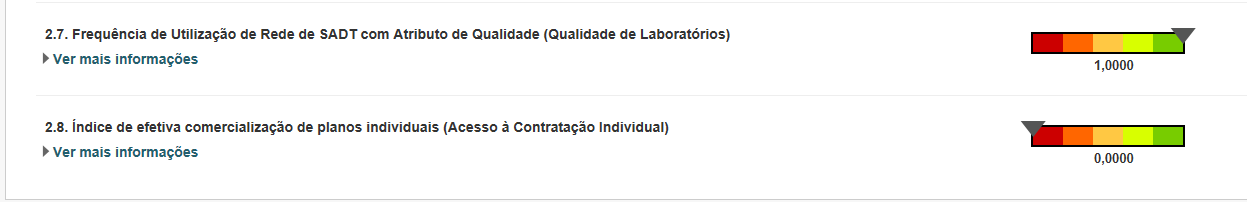 2.7. Frequência de Utilização de Rede de SADT com Atributo de Qualidade (Qualidade de Laboratórios)
Ver mais informações
1,0000
2.8. Índice de efetiva comercialização de planos individuais (Acesso à Contratação Individual)
Ver mais informações
0,0000